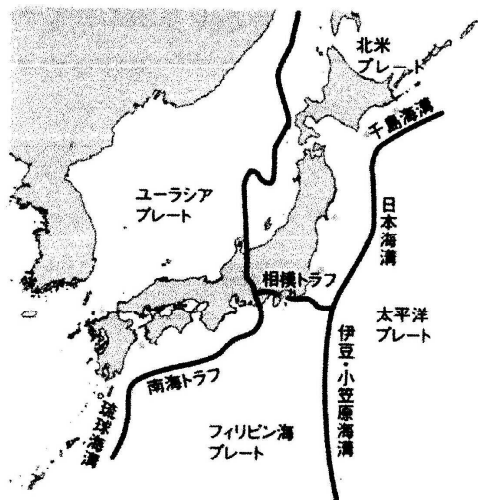 北米
プレート
千島海溝
ユーラシア
プレート
日本海溝
相模トラフ
太平洋
プレート
伊豆・小笠原海溝
南海トラフ
琉球海溝
フィリピン海
プレート